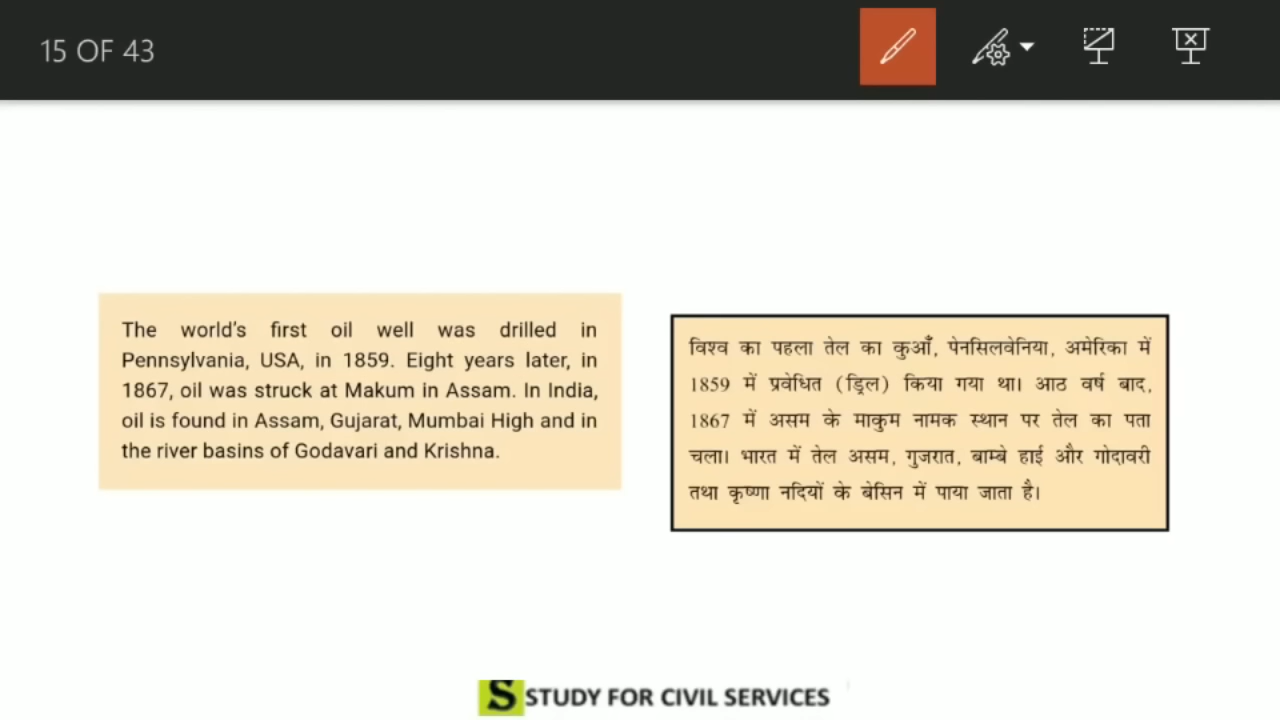 15 OF 43
The world's first oil well was drilled in
Pennsylvania, USA, in 1859. Eight years later, in
1867, oil was struck at Makum in Assam. In India,
oil is found in Assam, Gujarat, Mumbai High and in
the river basins of Godavari and Krishna.
विश्व का पहला तेल का कुआँ, पेनसिलवेनिया, अमेरिका में
1859 में प्रवेधित (ड्रिल) किया गया था। आठ वर्ष बाद,
1867 में असम के माकुम नामक स्थान पर तेल का पता
चला। भारत में तेल असम, गुजरात, बाम्बे हाई और गोदावरी
तथा कृष्णा नदियों के बेसिन में पाया जाता है।
S STUDY FOR CIVIL SERVICES